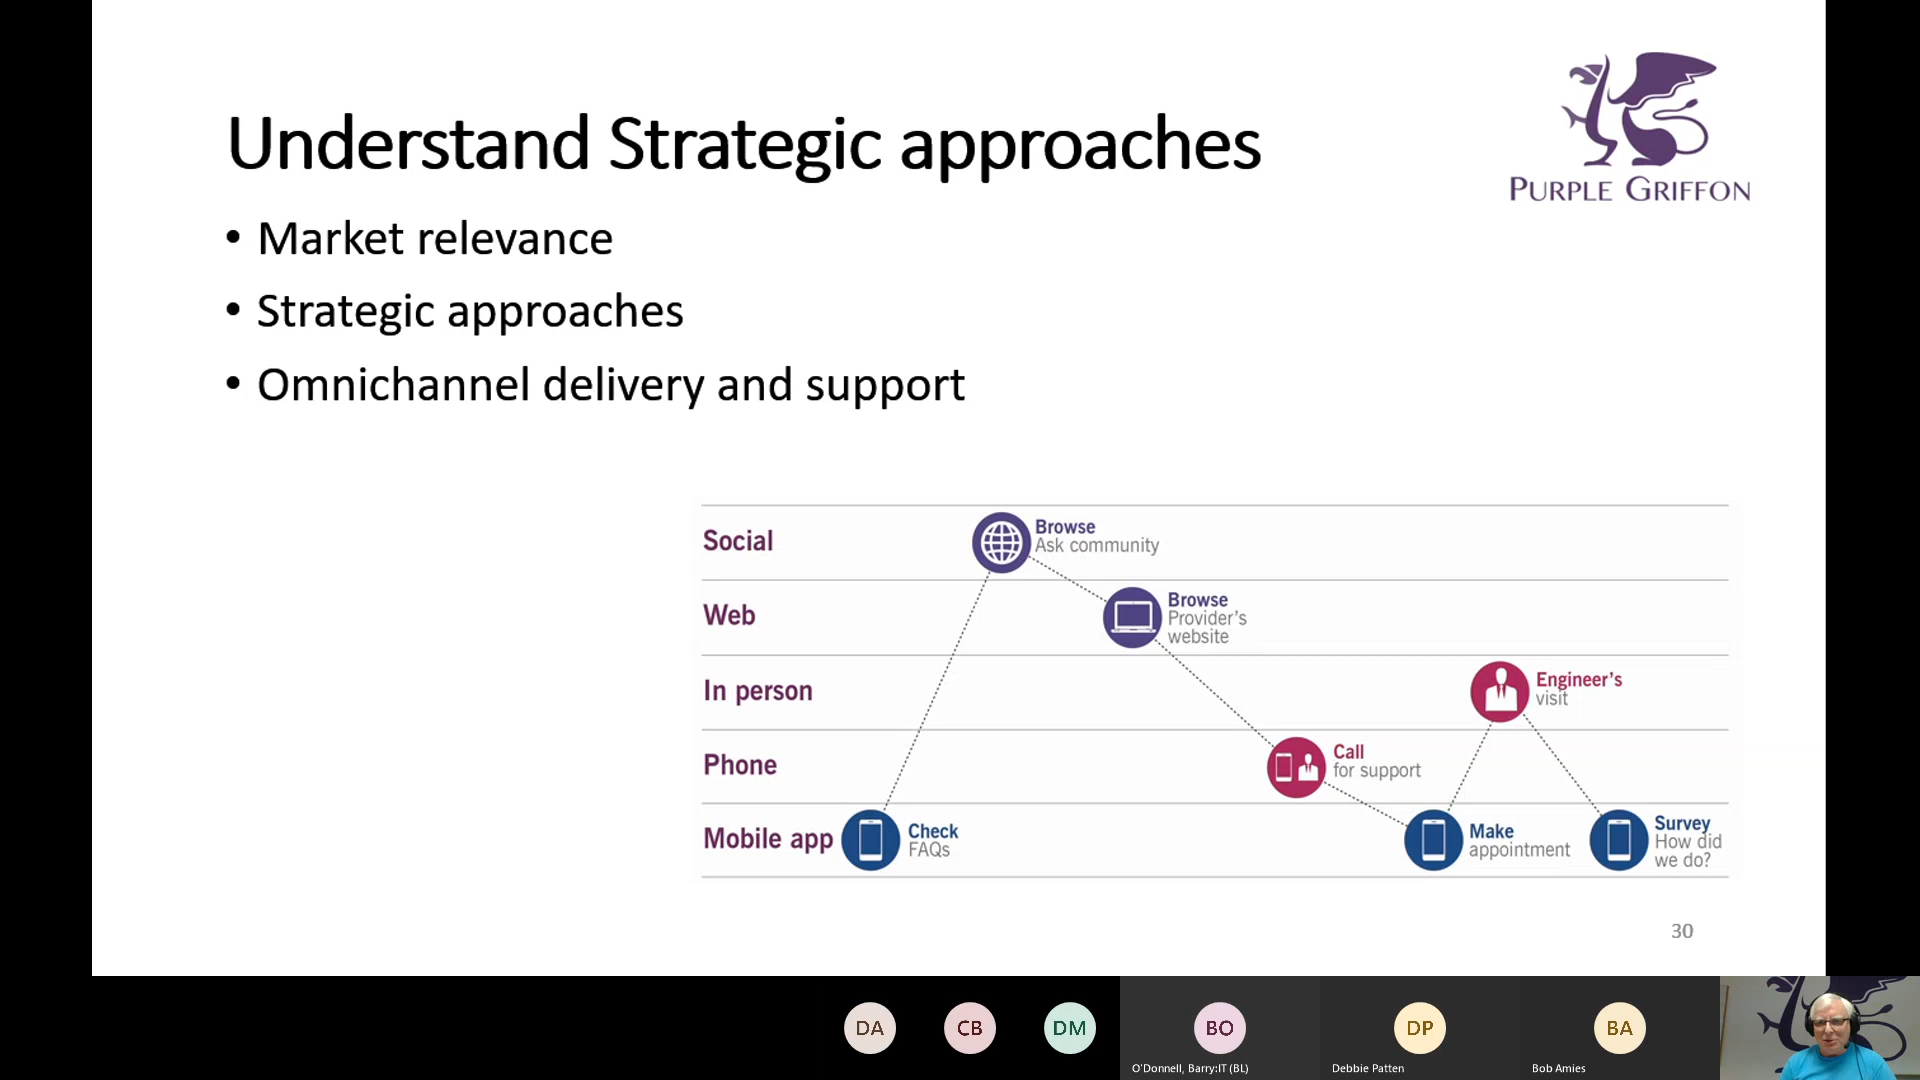 Understand Strategic approaches
PURPLE GRIFFON
• Market relevance
• Strategic approaches
• Omnichannel delivery and support
Social
Browse
Ask community
Web
Browse
Provider's
website
In person
Engineer's
visit
Phone
Call
for support
Mobile app
Check
FAQs
Make
appointment
Survey
How did
we do?
30
DA
CB
DM
BO
DP
BA
O'Donnell, Barry:IT (BL)
Debbie Patten
Bob Amies